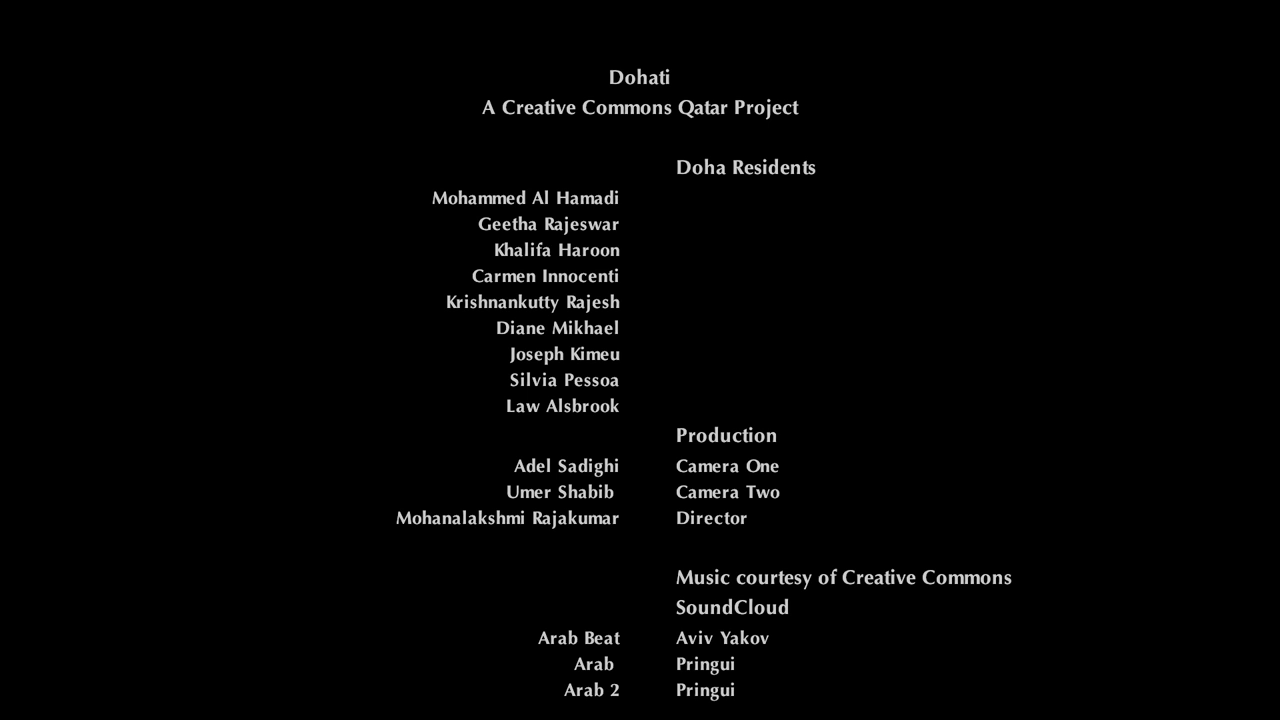 Dohati
A Creative Commons Qatar Project
Doha Residents
Mohammed Al Hamadi
Geetha Rajeswar
Khalifa Haroon
Carmen Innocenti
Krishnankutty Rajesh
Diane Mikhael
Joseph Kimeu
Silvia Pessoa
Law Alsbrook
Production
Adel Sadighi Camera One
Umer Shabib Camera Two
Mohanalakshmi Rajakumar Director
Music courtesy of Creative Commons
SoundCloud
Arab Beat Aviv Yakov
Arab Pringui
Arab 2 Pringui